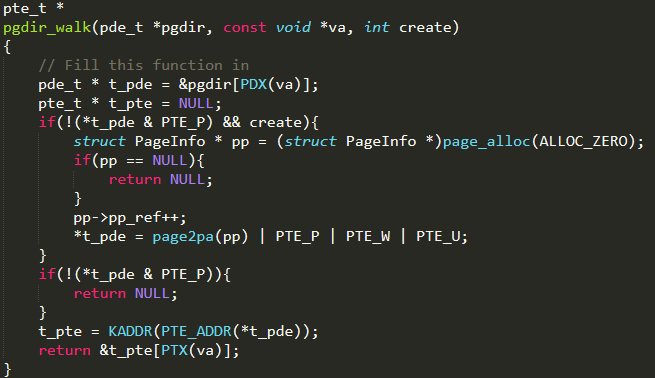 pte_t *
pgdir_walk(pde_t *pgdir, const void *va, int create)
{
    // Fill this function in
    pde_t * t_pde = &pgdir[PDX(va)];
    pte_t * t_pte = NULL;
    if(!(*t_pde & PTE_P) && create){
        struct PageInfo * pp = (struct PageInfo *)page_alloc(ALLOC_ZERO);
        if(pp == NULL){
            return NULL;
        }
        pp->pp_ref++;
        *t_pde = page2pa(pp) | PTE_P | PTE_W | PTE_U;
    }
    if(!(*t_pde & PTE_P)){
        return NULL;
    }
    t_pte = KADDR(PTE_ADDR(*t_pde));
    return &t_pte[PTX(va)];
}